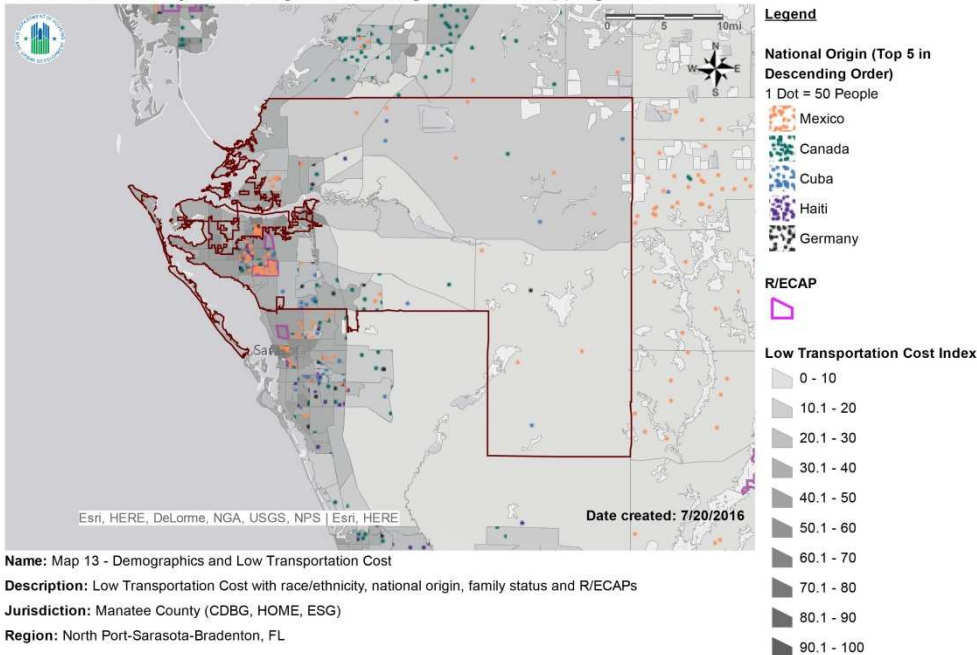 Legend
0 5 10mi
N
W E
S
National Origin (Top 5 in
Descending Order)
1 Dot = 50 People
Mexico
Canada
Cuba
Haiti
Germany
R/ECAP
Low Transportation Cost Index
0 - 10
10.1 - 20
20.1 - 30
30.1 - 40
40.1 - 50
50.1 - 60
60.1 - 70
70.1 - 80
80.1 - 90
90.1 - 100
Esri, HERE, DeLorme, NGA, USGS, NPS | Esri, HERE
Date created: 7/20/2016
Name: Map 13 - Demographics and Low Transportation Cost
Description: Low Transportation Cost with race/ethnicity, national origin, family status and R/ECAPs
Jurisdiction: Manatee County (CDBG, HOME, ESG)
Region: North Port-Sarasota-Bradenton, FL